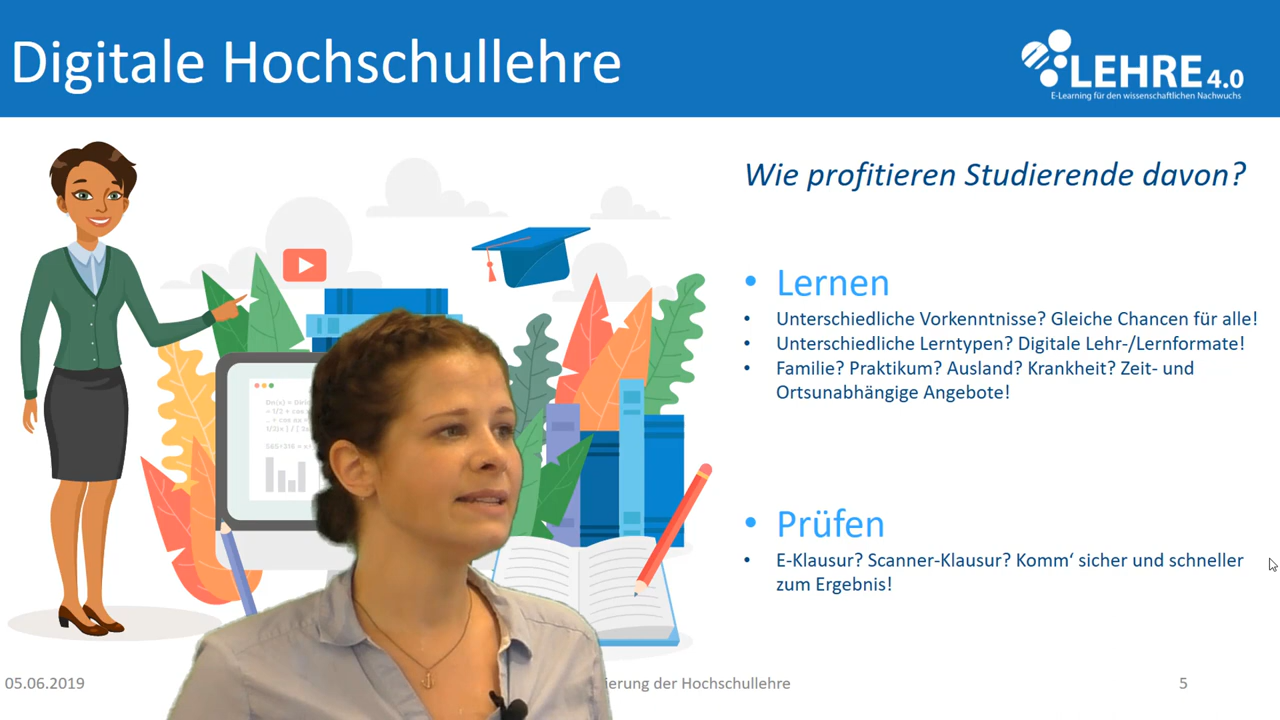 Digitale Hochschullehre
LEHRE 4.0
E-Learning für den wissenschaftlichen Nachwuchs
Wie profitieren Studierende davon?
• Lernen
• Unterschiedliche Vorkenntnisse? Gleiche Chancen für alle!
• Unterschiedliche Lerntypen? Digitale Lehr-/Lernformate!
• Familie? Praktikum? Ausland? Krankheit? Zeit- und
Ortsunabhängige Angebote!
• Prüfen
• E-Klausur? Scanner-Klausur? Komm‘ sicher und schneller
zum Ergebnis!
05.06.2019
ierung der Hochschullehre
5